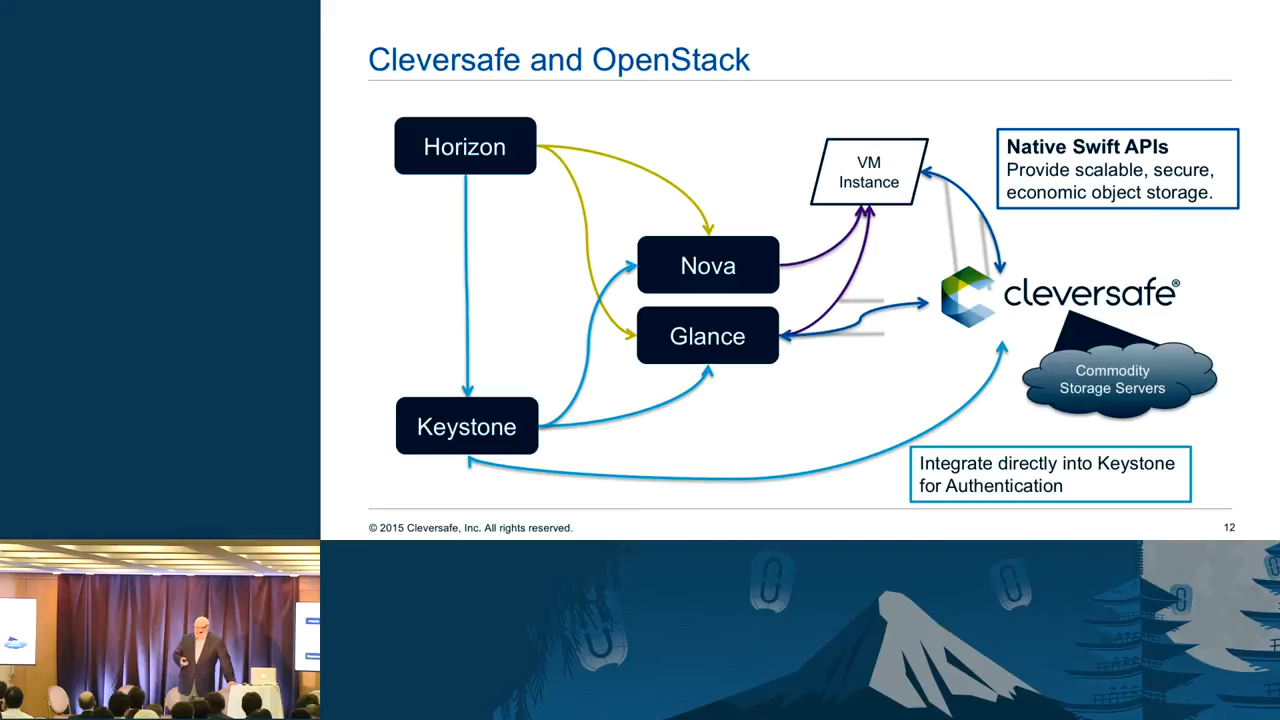 Cleversafe and OpenStack
Horizon
VM
Instance
Native Swift APIs
Provide scalable, secure,
economic object storage.
Nova
cleversafe®
Glance
Commodity
Storage Servers
Keystone
Integrate directly into Keystone
for Authentication
© 2015 Cleversafe, Inc. All rights reserved.
12